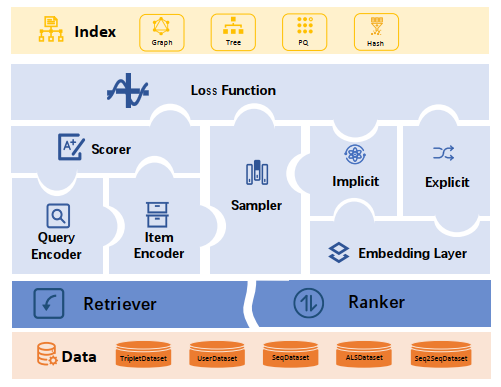 Index
Graph
Tree
PQ
Hash
Loss Function
A+
Scorer
Implicit
Explicit
Sampler
Query
Encoder
Item
Encoder
Embedding Layer
Retriever
Ranker
Data
TripletDataset
UserDataset
SeqDataset
ALSDataset
Seq2SeqDataset